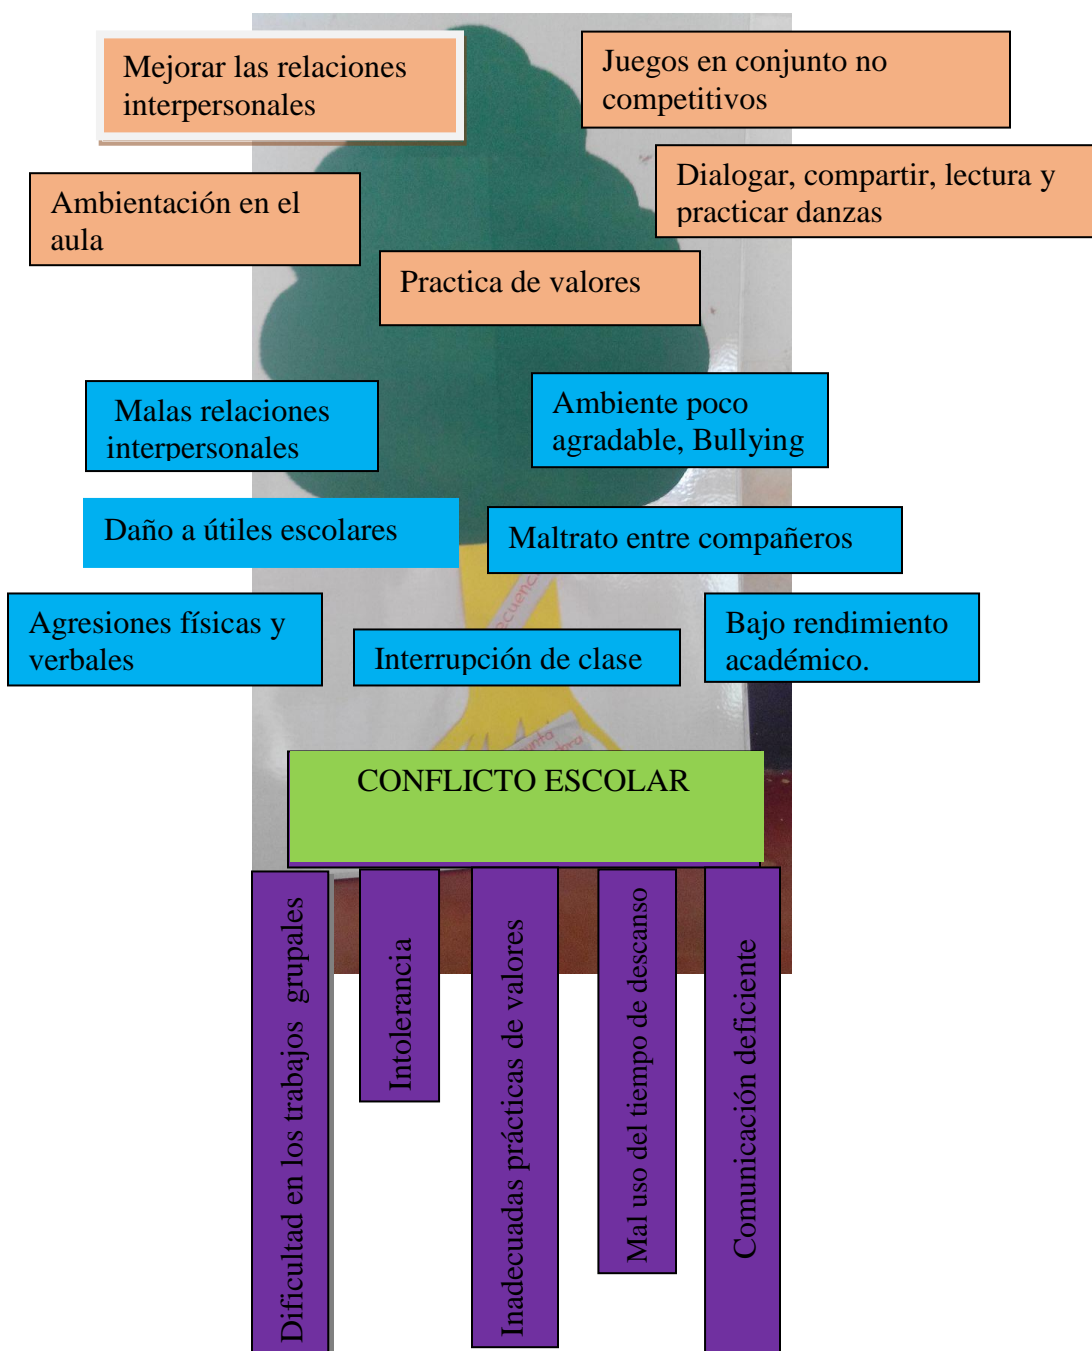 Mejorar las relaciones
interpersonales
Juegos en conjunto no
competitivos
Ambientación en el
aula
Dialogar, compartir, lectura y
practicar danzas
Practica de valores
Malas relaciones
interpersonales
Ambiente poco
agradable, Bullying
Daño a útiles escolares
Maltrato entre compañeros
Agresiones físicas y
verbales
Interrupción de clase
Bajo rendimiento
académico.
CONFLICTO ESCOLAR
Dificultad en los trabajos grupales
Intolerancia
Inadecuadas prácticas de valores
Mal uso del tiempo de descanso
Comunicación deficiente